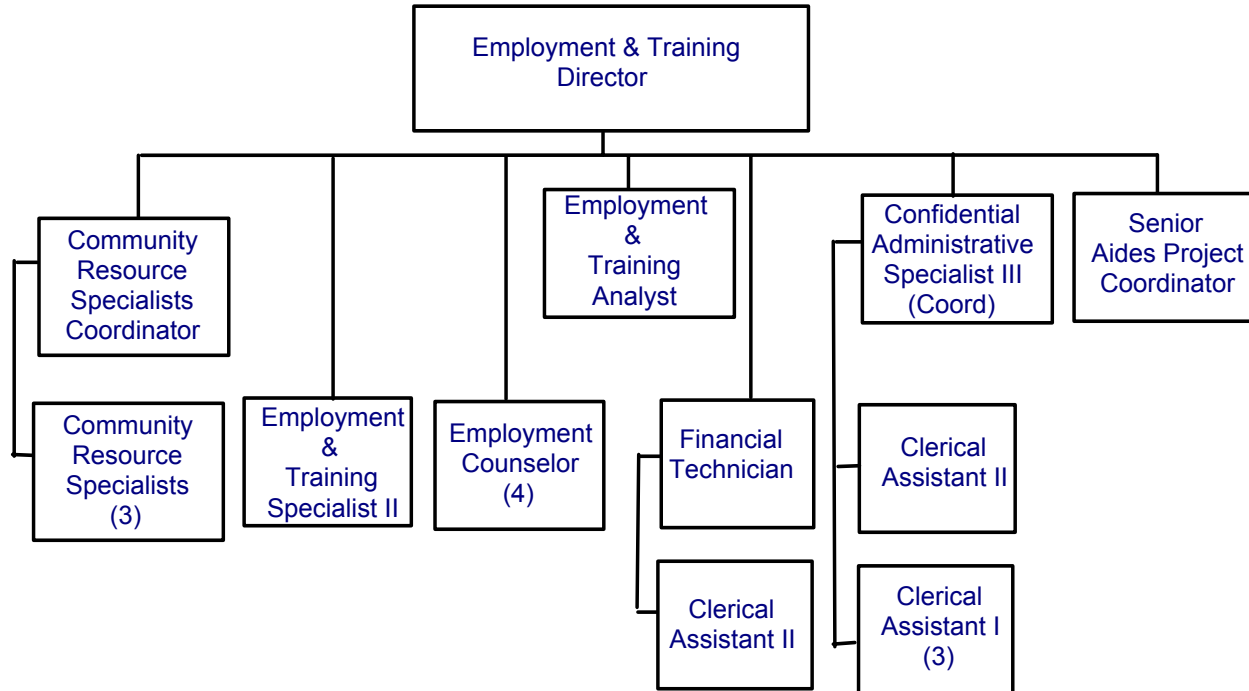 Employment & Training
Director
Community
Resource
Specialists
Coordinator
Employment
&
Training
Analyst
Confidential
Administrative
Specialist III
(Coord)
Senior
Aides Project
Coordinator
Community
Resource
Specialists
(3)
Employment
&
Training
Specialist II
Employment
Counselor
(4)
Financial
Technician
Clerical
Assistant II
Clerical
Assistant II
Clerical
Assistant I
(3)